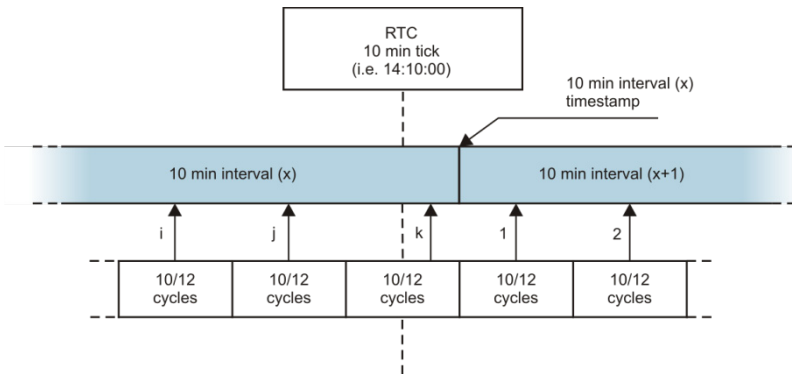 RTC
10 min tick
(i.e. 14:10:00)
10 min interval (x)
timestamp
10 min interval (x)
10 min interval (x+1)
i
j
k
1
2
10/12
cycles
10/12
cycles
10/12
cycles
10/12
cycles
10/12
cycles